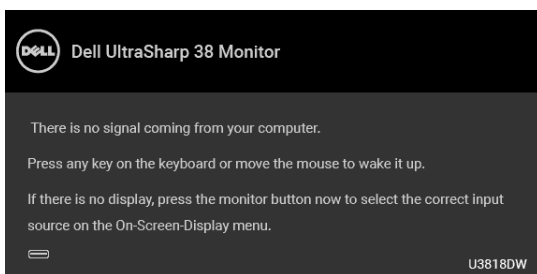 DELL Dell UltraSharp 38 Monitor
There is no signal coming from your computer.
Press any key on the keyboard or move the mouse to wake it up.
If there is no display, press the monitor button now to select the correct input
source on the On-Screen-Display menu.
U3818DW